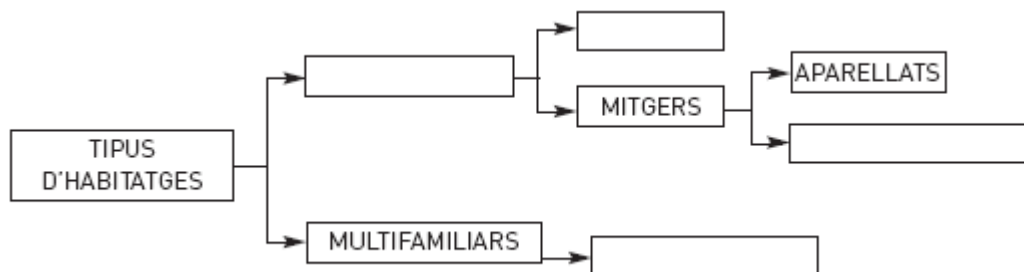 APARELLATS
MITGERS
TIPUS
D'HABITATGES
MULTIFAMILIARS